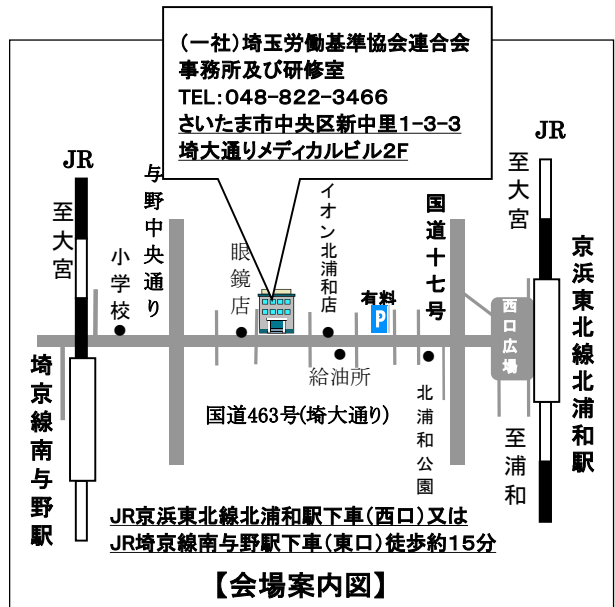 (一社)埼玉労働基準協会連合会
事務所及び研修室
TEL:048-822-3466
さいたま市中央区新中里1-3-3
埼大通りメディカルビル2F
JR
至大宮
埼京線南与野駅
小学校
与野中央通り
眼鏡店
イオン北浦和店
給油所
有料
P
国道十七号
北浦和公園
西口広場
JR
至大宮
京浜東北線北浦和駅
至浦和
国道463号(埼大通り)
JR京浜東北線北浦和駅下車(西口)又は
JR埼京線南与野駅下車(東口)徒歩約15分
【会場案内図】